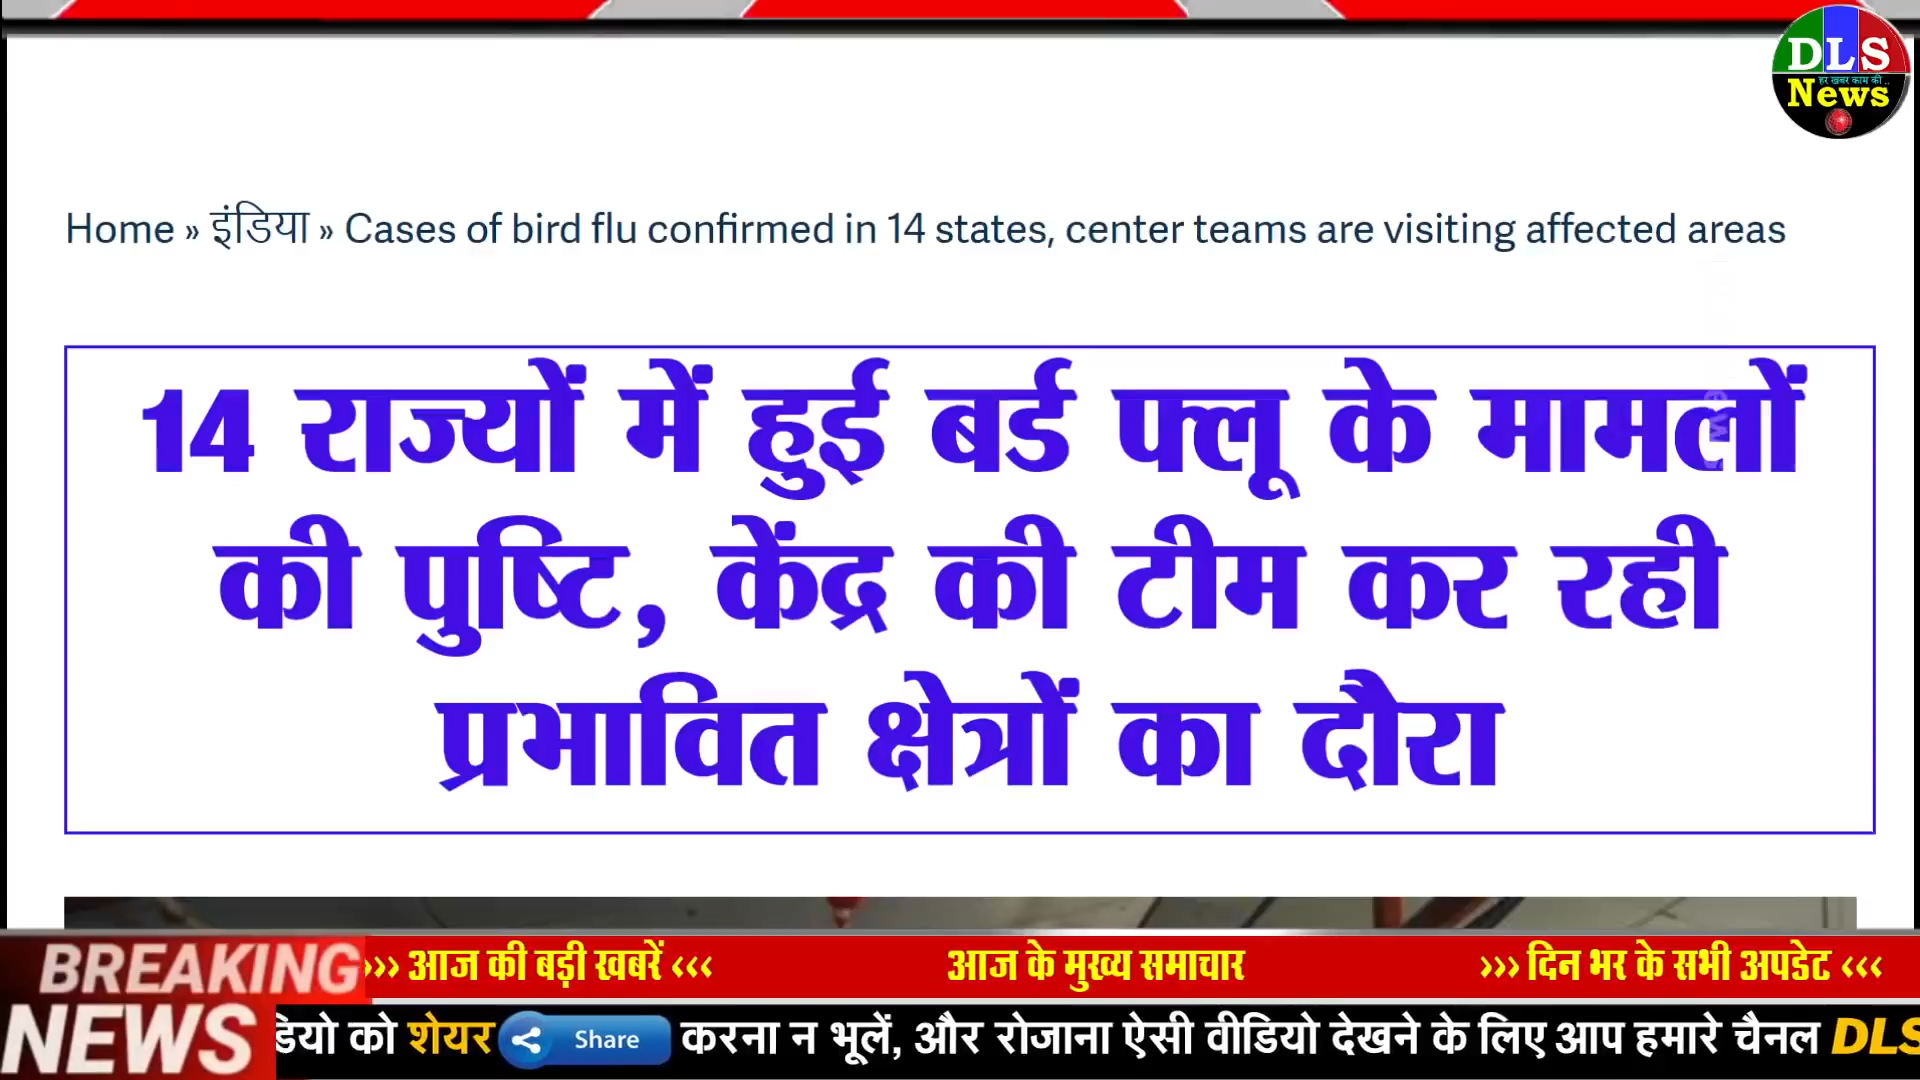 DLS
हर खबर काम की..
News
Home » इंडिया » Cases of bird flu confirmed in 14 states, center teams are visiting affected areas
14 राज्यों में हुई बर्ड फ्लू के मामलों
की पुष्टि, केंद्र की टीम कर रही
प्रभावित क्षेत्रों का दौरा
BREAKING
NEWS
››› आज की बड़ी खबरें ‹‹‹ आज के मुख्य समाचार ››› दिन भर के सभी अपडेट ‹‹‹
डियो को शेयर Share करना न भूलें, और रोजाना ऐसी वीडियो देखने के लिए आप हमारे चैनल DLS